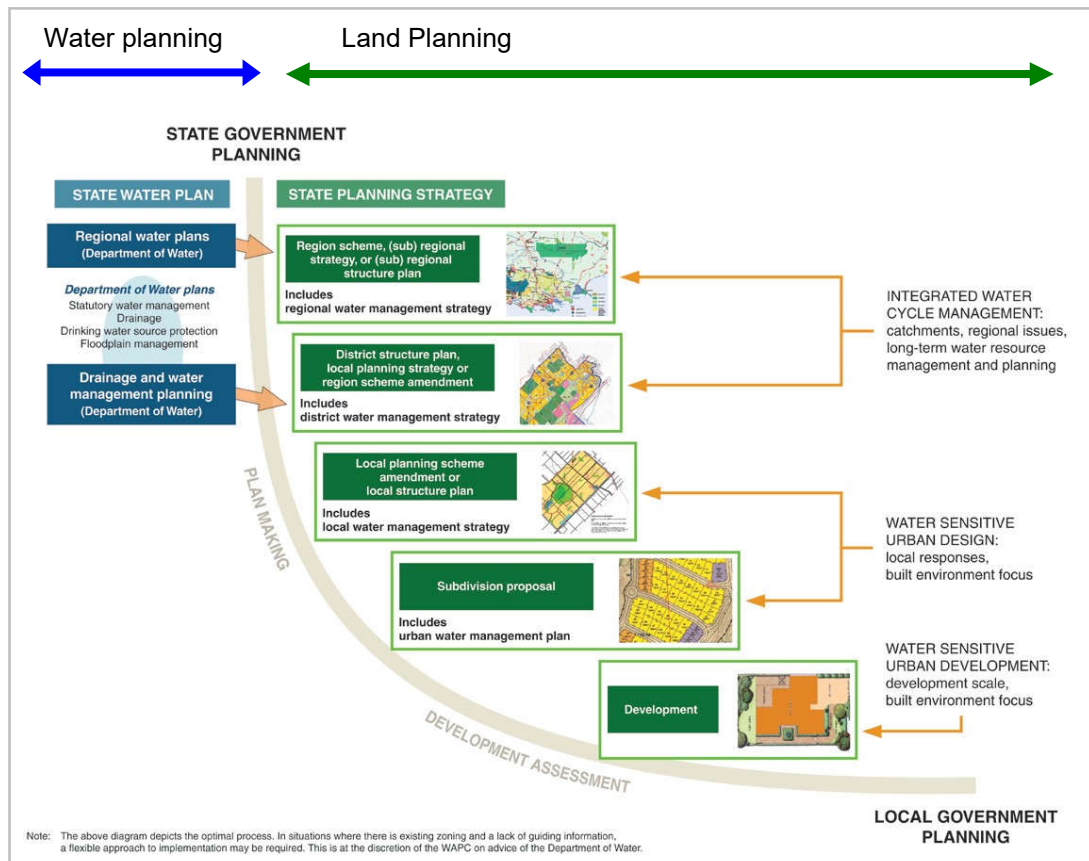 Water planning
Land Planning
STATE GOVERNMENT
PLANNING
STATE WATER PLAN
STATE PLANNING STRATEGY
Regional water plans
(Department of Water)
Department of Water plans
Statutory water management
Drainage
Drinking water source protection
Floodplain management
Drainage and water
management planning
(Department of Water)
Region scheme, (sub) regional
strategy, or (sub) regional
structure plan
Includes
regional water management strategy
District structure plan,
local planning strategy or
region scheme amendment
Includes
district water management strategy
Local planning scheme
amendment or
local structure plan
Includes
local water management strategy
Subdivision proposal
Includes
urban water management plan
Development
INTEGRATED WATER
CYCLE MANAGEMENT:
catchments, regional issues,
long-term water resource
management and planning
WATER SENSITIVE
URBAN DESIGN:
local responses,
built environment focus
WATER SENSITIVE
URBAN DEVELOPMENT:
development scale,
built environment focus
PLAN MAKING
DEVELOPMENT ASSESSMENT
LOCAL GOVERNMENT
PLANNING
Note: The above diagram depicts the optimal process. In situations where there is existing zoning and a lack of guiding information,
a flexible approach to implementation may be required. This is at the discretion of the WAPC on advice of the Department of Water.